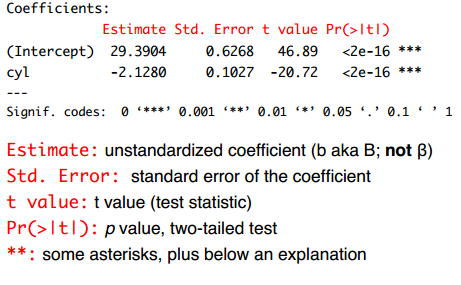 Coefficients:
Estimate Std. Error t value Pr(>|t|)
(Intercept) 29.3904 0.6268 46.89 <2e-16 ***
cyl -2.1280 0.1027 -20.72 <2e-16 ***
---
Signif. codes: 0 ‘***’ 0.001 ‘**’ 0.01 ‘*’ 0.05 ‘.’ 0.1 ‘ ’ 1
Estimate: unstandardized coefficient (b aka B; not β)
Std. Error: standard error of the coefficient
t value: t value (test statistic)
Pr(>|t|): p value, two-tailed test
**: some asterisks, plus below an explanation